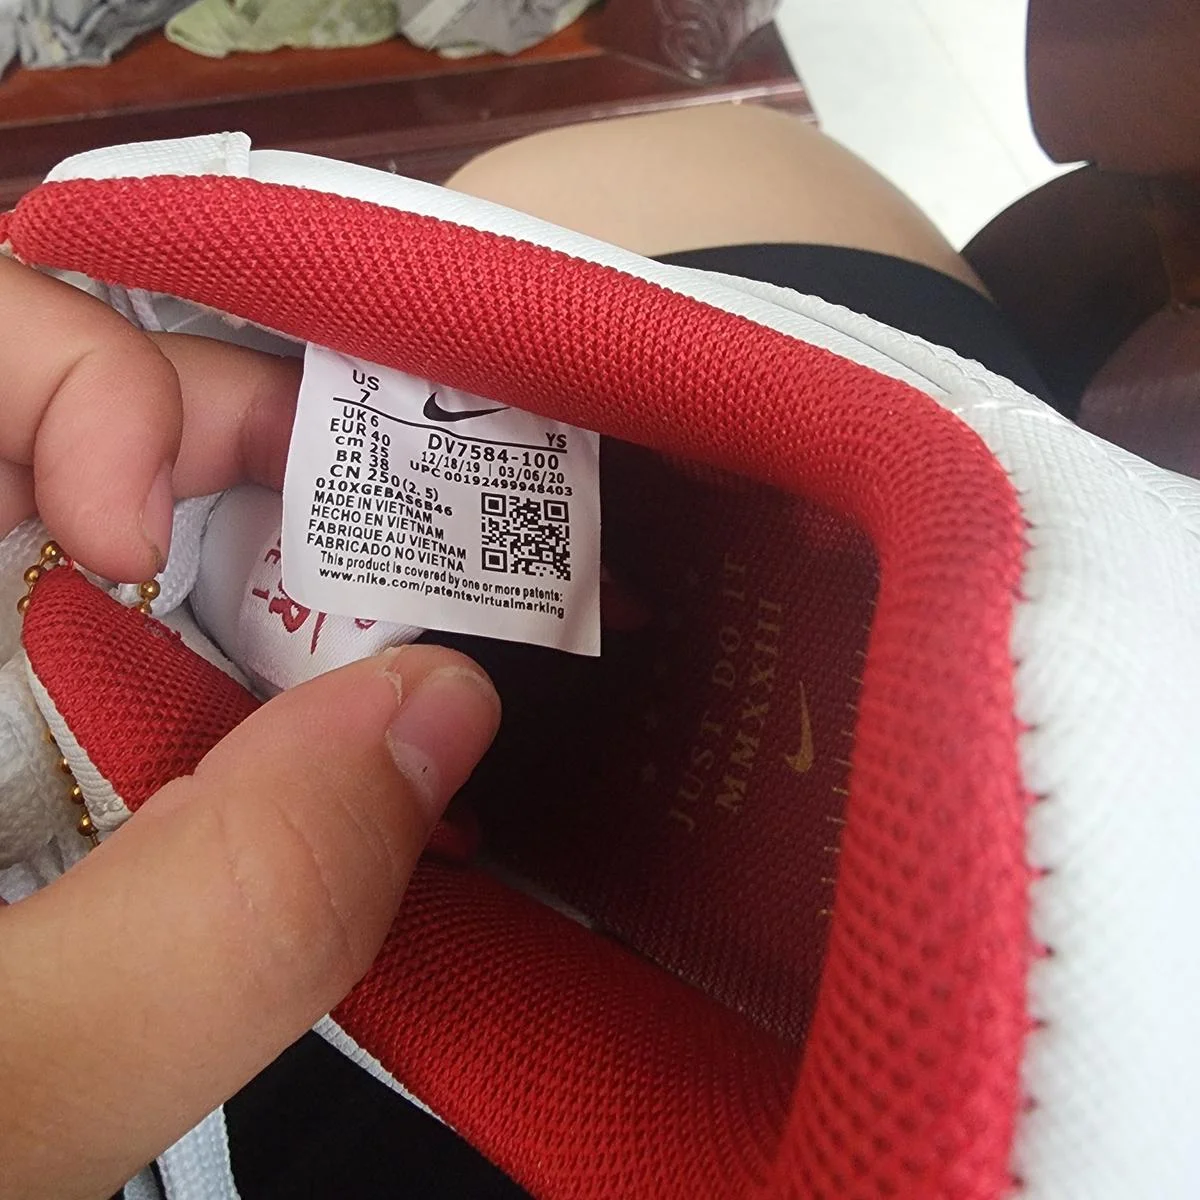 US
7
UK 6
EUR 40
cm 25
BR 38
CN 250 (2.5)
YS
DV7584-100
12/18/19 | 03/06/20
UPC 00192499948403
010XGEBAS6B46
MADE IN VIETNAM
HECHO EN VIETNAM
FABRIQUE AU VIETNAM
FABRICADO NO VIETNA
This product is covered by one or more patents:
www.nike.com/patentsvirtualmarking
JUST DO IT
MMXXIII